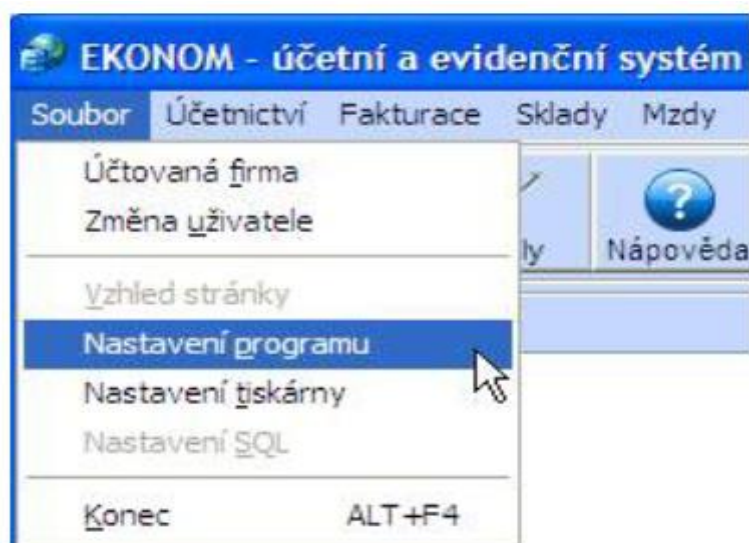 EKONOM - účetní a evidenční systém
Soubor Účetnictví Fakturace Sklady Mzdy
Účtovaná firma
Změna uživatele
ly Nápověda
Vzhled stránky
Nastavení programu
Nastavení tiskárny
Nastavení SQL
Konec ALT+F4